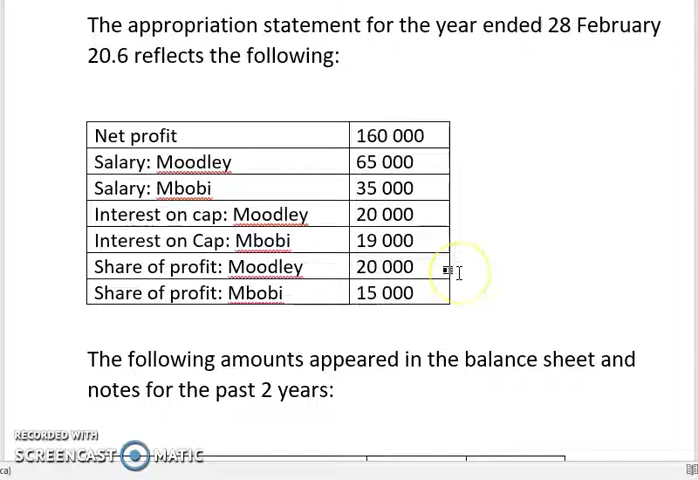 The appropriation statement for the year ended 28 February
20.6 reflects the following:
Net profit 160 000
Salary: Moodley 65 000
Salary: Mbobi 35 000
Interest on cap: Moodley 20 000
Interest on Cap: Mbobi 19 000
Share of profit: Moodley 20 000
Share of profit: Mbobi 15 000
The following amounts appeared in the balance sheet and
notes for the past 2 years:
RECORDED WITH
SCREENCAST MATIC
ca)